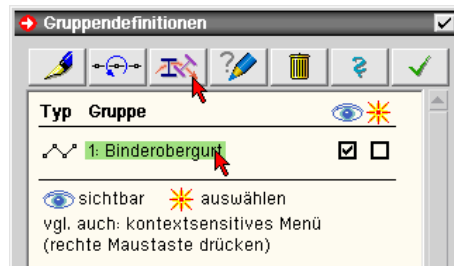 Gruppendefinitionen
Typ Gruppe
1: Binderobergurt
sichtbar auswählen
vgl. auch: kontextsensitives Menü
(rechte Maustaste drücken)